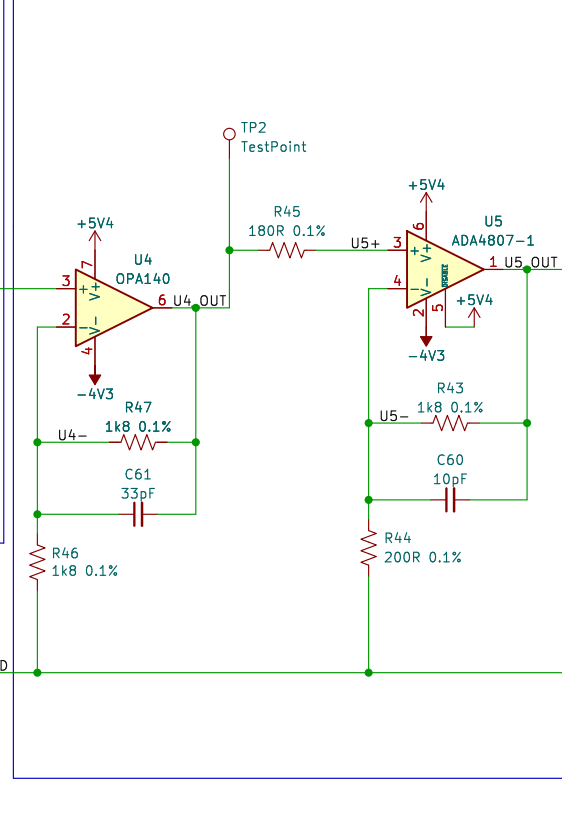 TP2
TestPoint
+5V4
7
U4
OPA140
3
+
V+
6
U4_OUT
2
−
V−
4
−4V3
R45
180R 0.1%
U5+
+5V4
6
U5
ADA4807-1
3
+
V+
1
U5_OUT
4
−
V−
DISABLE
2
5
+5V4
−4V3
R47
1k8 0.1%
U4−
C61
33pF
R46
1k8 0.1%
R43
1k8 0.1%
U5−
C60
10pF
R44
200R 0.1%
D